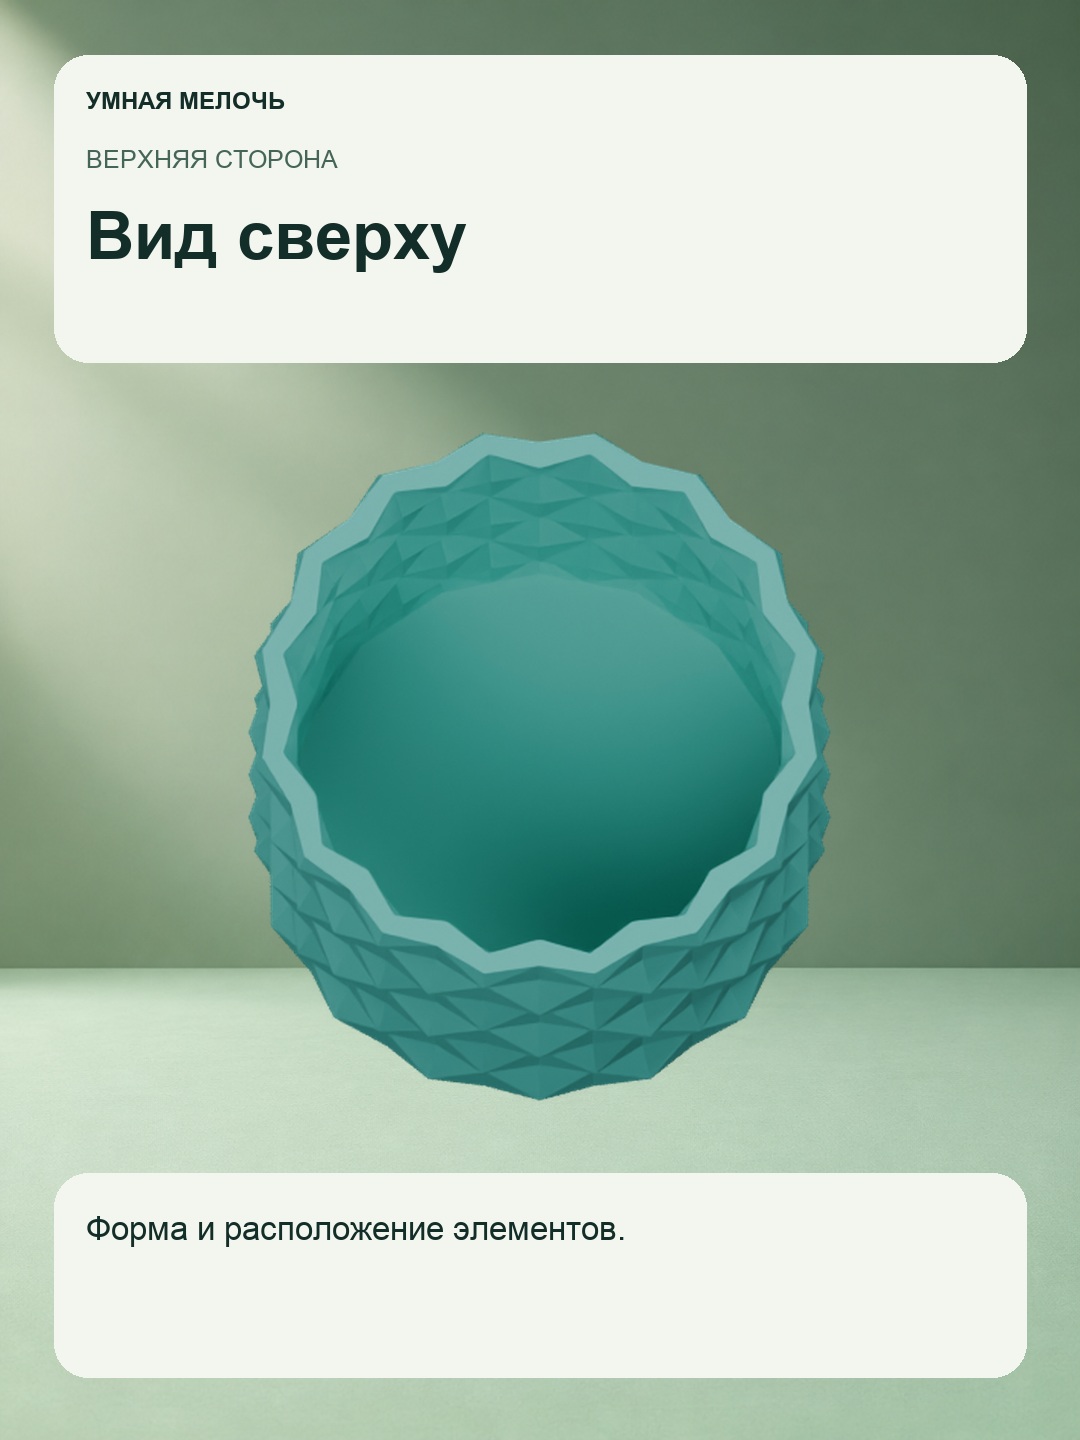 УМНАЯ МЕЛОЧЬ
ВЕРХНЯЯ СТОРОНА
Вид сверху
Форма и расположение элементов.